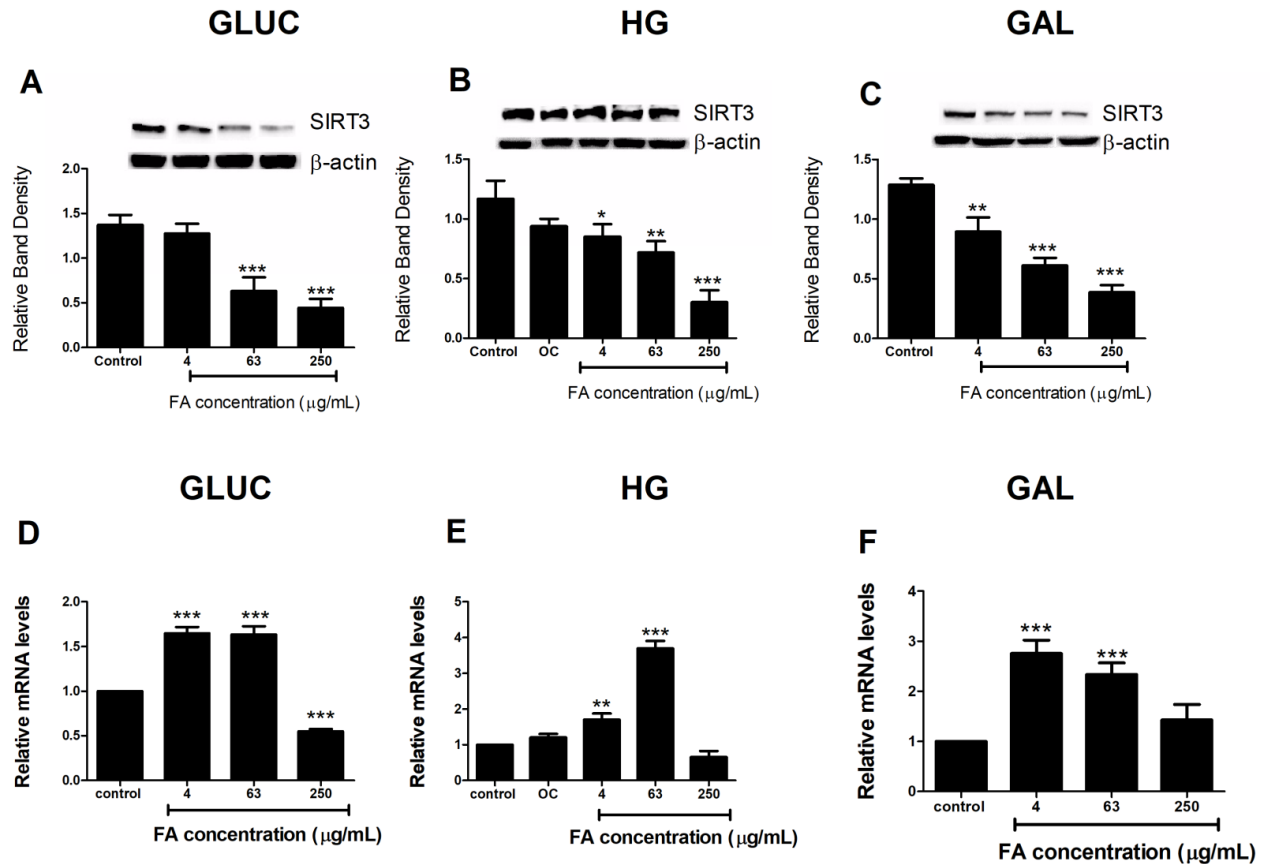 GLUC
HG
GAL
A
SIRT3
β-actin
Relative Band Density
2.0
1.5
1.0
0.5
0.0
***
***
Control 4 63 250
FA concentration (μg/mL)
B
SIRT3
β-actin
Relative Band Density
1.5
1.0
0.5
0.0
*
**
***
Control OC 4 63 250
FA concentration (μg/mL)
C
SIRT3
β-actin
Relative Band Density
1.5
1.0
0.5
0.0
**
***
***
Control 4 63 250
FA concentration (μg/mL)
GLUC
HG
GAL
D
Relative mRNA levels
2.0
1.5
1.0
0.5
0.0
***
***
***
control 4 63 250
FA concentration (μg/mL)
E
Relative mRNA levels
5
4
3
2
1
0
**
***
control OC 4 63 250
FA concentration (μg/mL)
F
Relative mRNA levels
4
3
2
1
0
***
***
control 4 63 250
FA concentration (μg/mL)